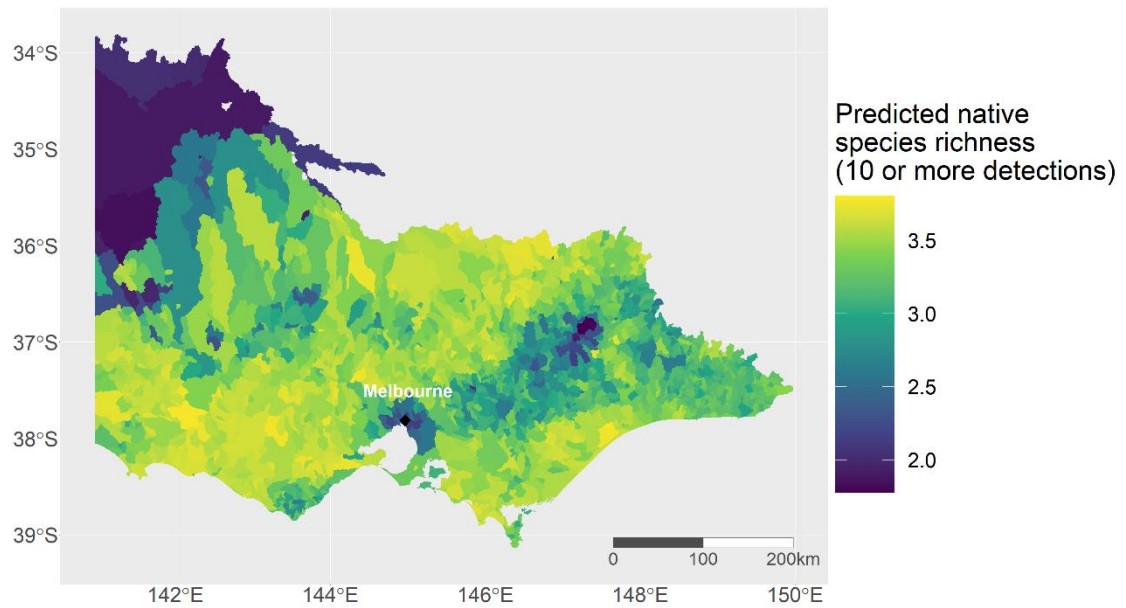 34°S
35°S
36°S
37°S
38°S
39°S
142°E
144°E
146°E
148°E
150°E
Melbourne
0
100
200km
Predicted native
species richness
(10 or more detections)
3.5
3.0
2.5
2.0